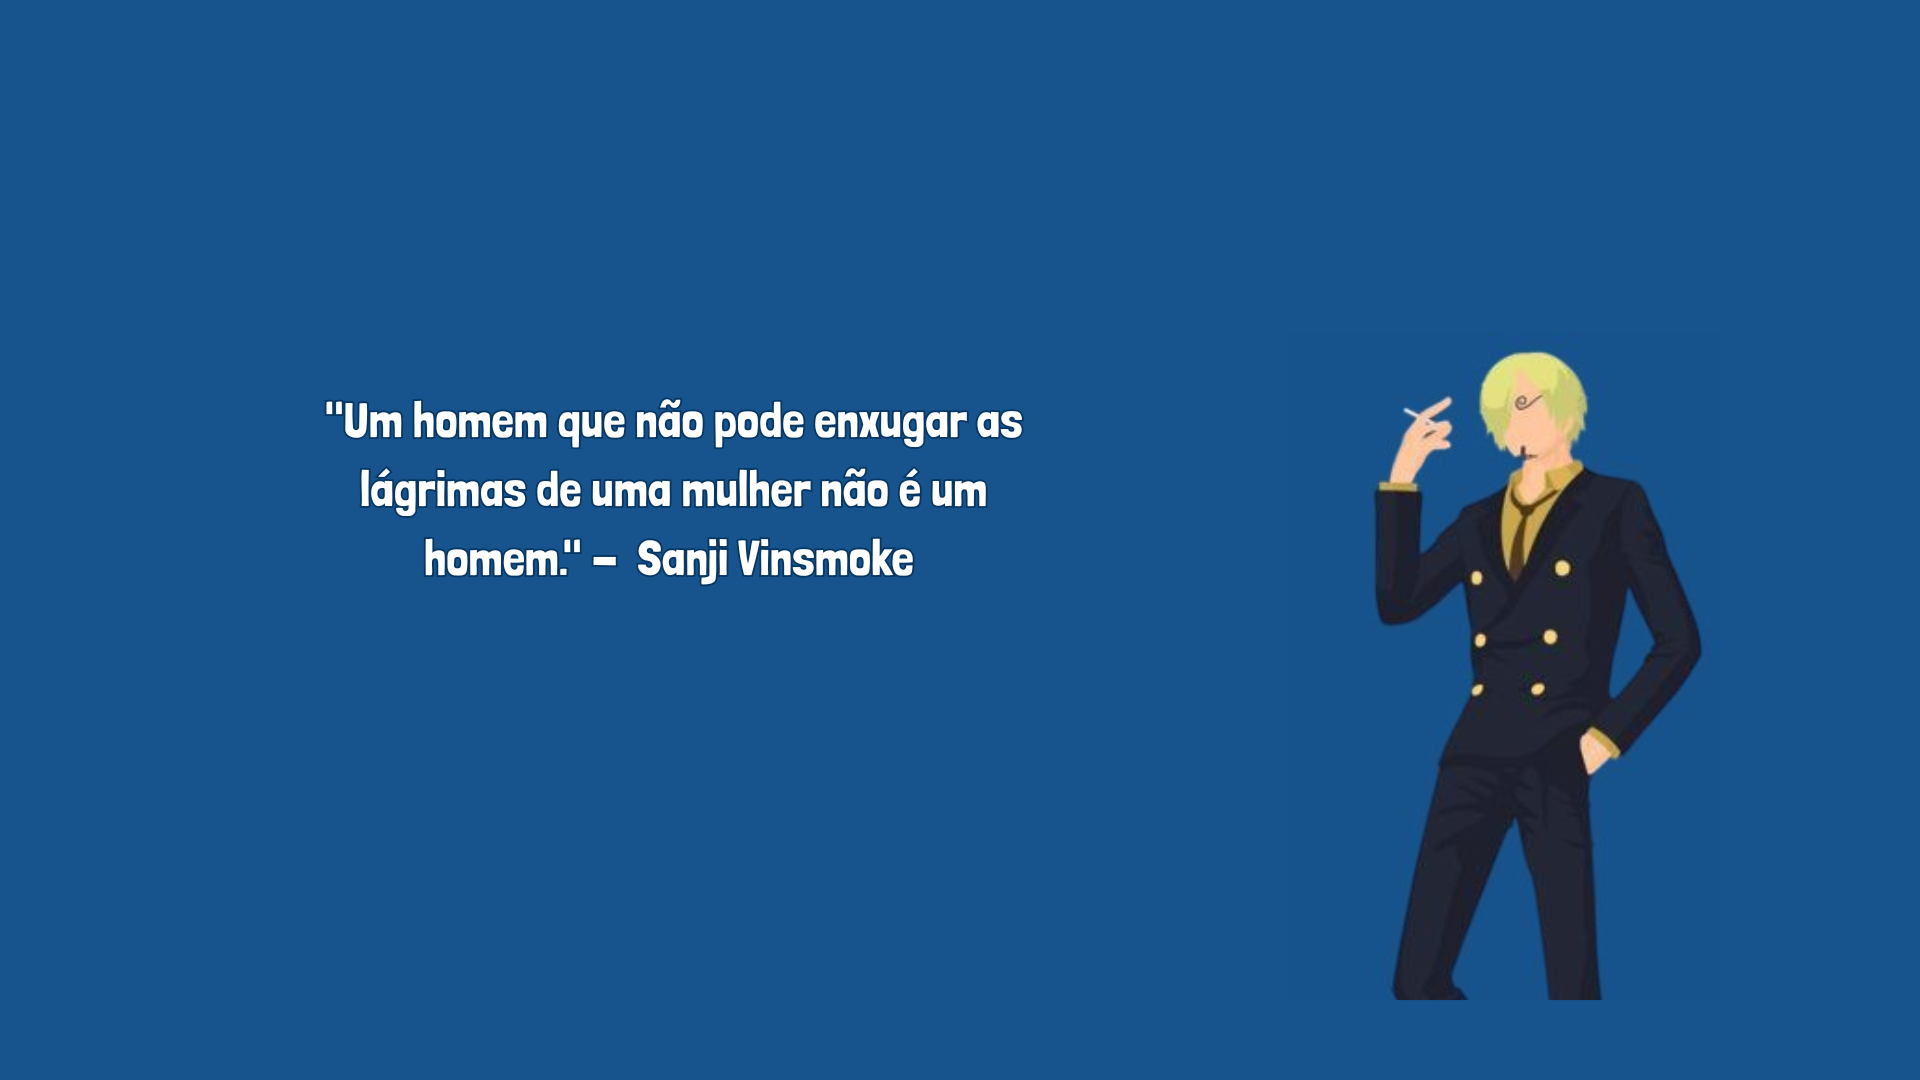 "Um homem que não pode enxugar as
lágrimas de uma mulher não é um
homem." -  Sanji Vinsmoke